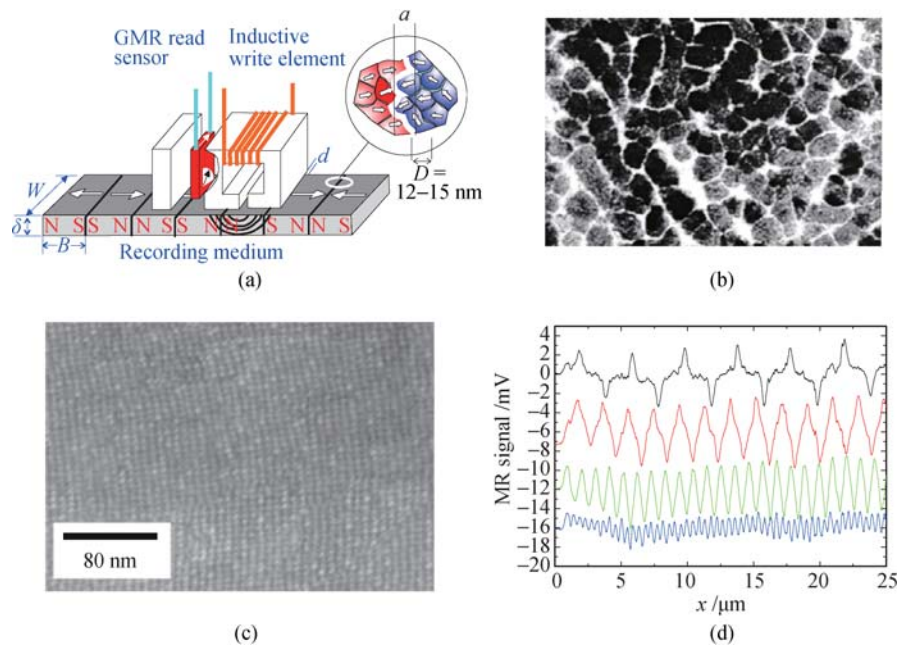 (a)
GMR read
sensor
Inductive
write element
a
d
W
D =
12–15 nm
δ
N S S N N S S N
S N N S
B
Recording medium
(b)
80 nm
(c)
4
2
0
−2
−4
−6
−8
−10
−12
−14
−16
−18
−20
MR signal /mV
0 5 10 15 20 25
x /μm
(d)